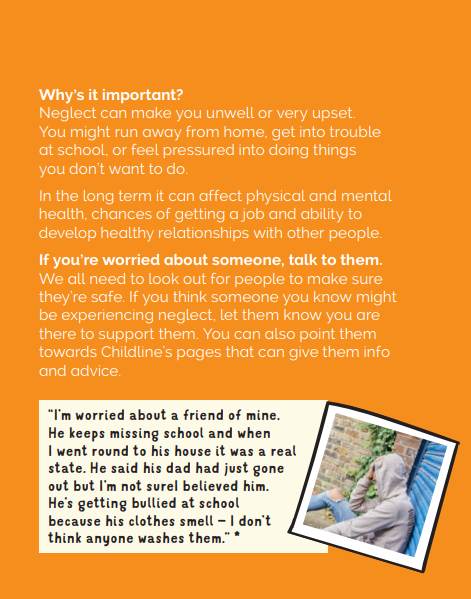 Why's it important?
Neglect can make you unwell or very upset.
You might run away from home, get into trouble
at school, or feel pressured into doing things
you don't want to do.
In the long term it can affect physical and mental
health, chances of getting a job and ability to
develop healthy relationships with other people.
If you're worried about someone, talk to them.
We all need to look out for people to make sure
they're safe. If you think someone you know might
be experiencing neglect, let them know you are
there to support them. You can also point them
towards Childline's pages that can give them info
and advice.
"I'm worried about a friend of mine.
He keeps missing school and when
I went round to his house it was a real
state. He said his dad had just gone
out but I'm not sureI believed him.
He's getting bullied at school
because his clothes smell – I don't
think anyone washes them." *